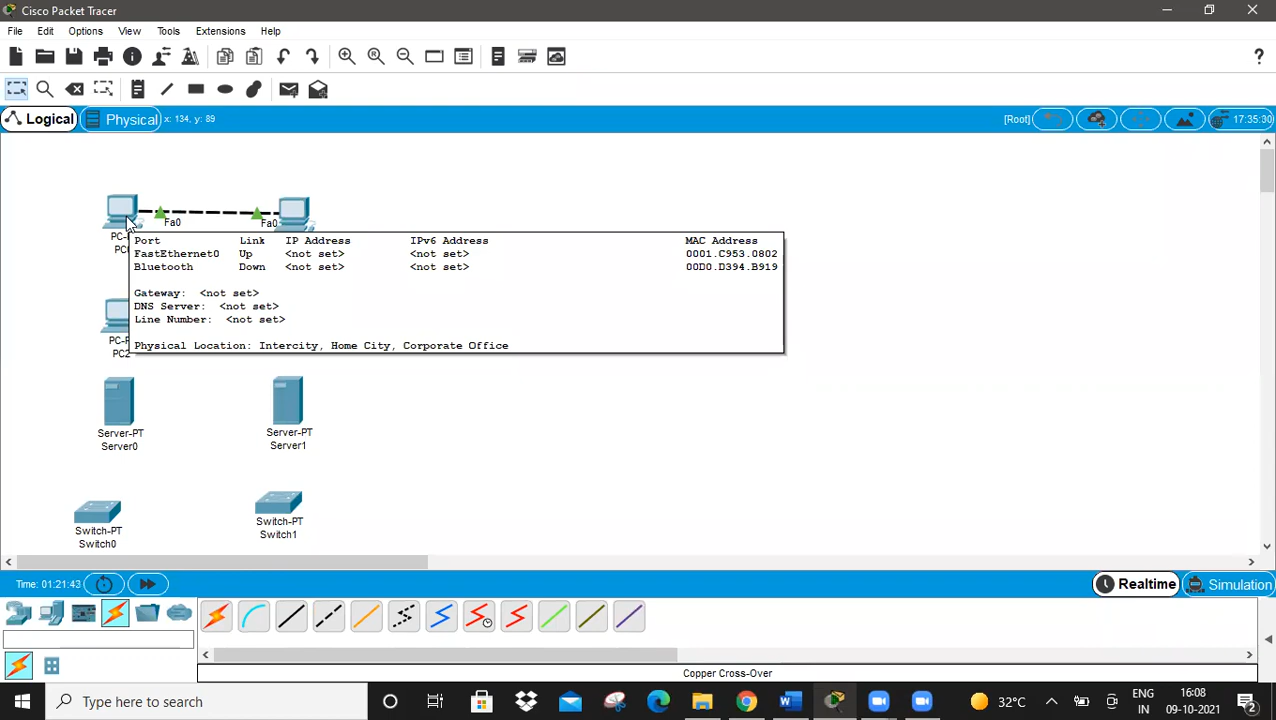 Cisco Packet Tracer
File Edit Options View Tools Extensions Help
Logical Physical x: 134, y: 89 [Root] 17:35:30
Fa0 Fa0
Port Link IP Address IPv6 Address MAC Address
FastEthernet0 Up <not set> <not set> 0001.C953.0802
Bluetooth Down <not set> <not set> 00D0.D394.B919
Gateway: <not set>
DNS Server: <not set>
Line Number: <not set>
Physical Location: Intercity, Home City, Corporate Office
PC2
Server-PT Server-PT
Server0 Server1
Switch-PT Switch-PT
Switch0 Switch1
Time: 01:21:43 Realtime Simulation
Copper Cross-Over
Type here to search 32°C ENG 16:08
IN 09-10-2021 2